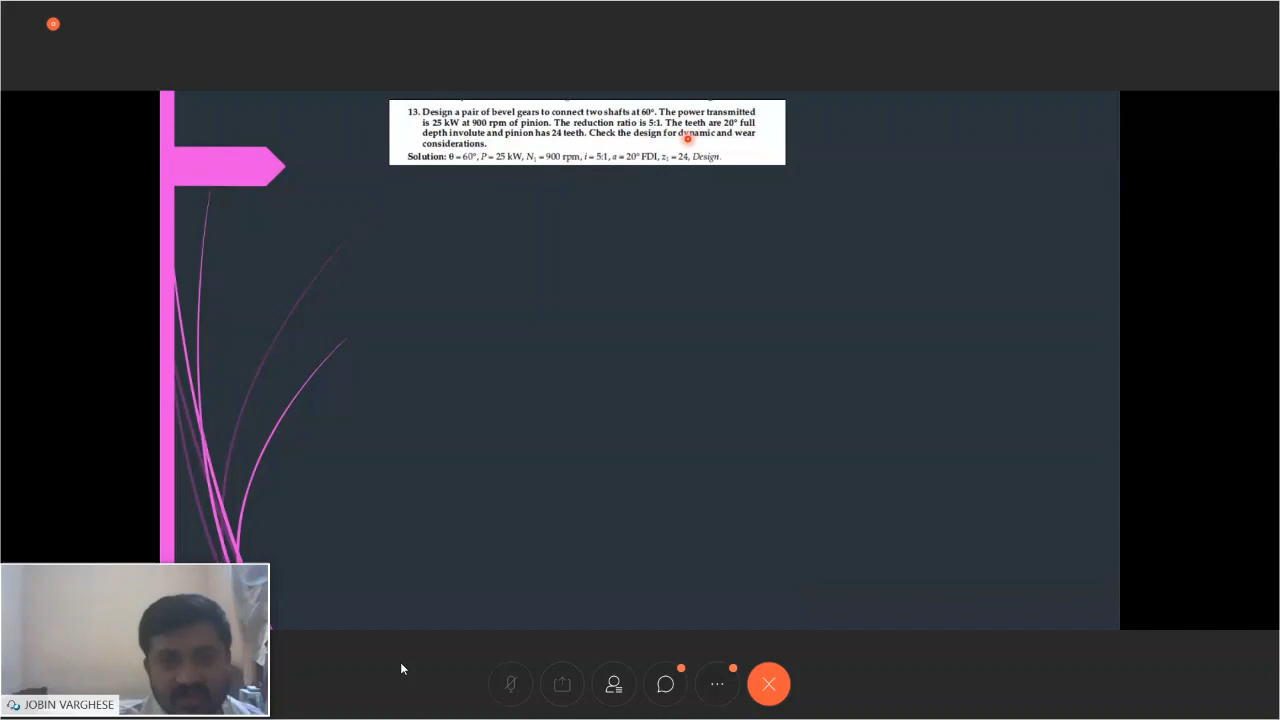 13. Design a pair of bevel gears to connect two shafts at 60°. The power transmitted
is 25 kW at 900 rpm of pinion. The reduction ratio is 5:1. The teeth are 20° full
depth involute and pinion has 24 teeth. Check the design for dynamic and wear
considerations.
Solution: θ = 60°, P = 25 kW, N₁ = 900 rpm, i = 5:1, α = 20° FDI, z₁ = 24, Design.
JOBIN VARGHESE